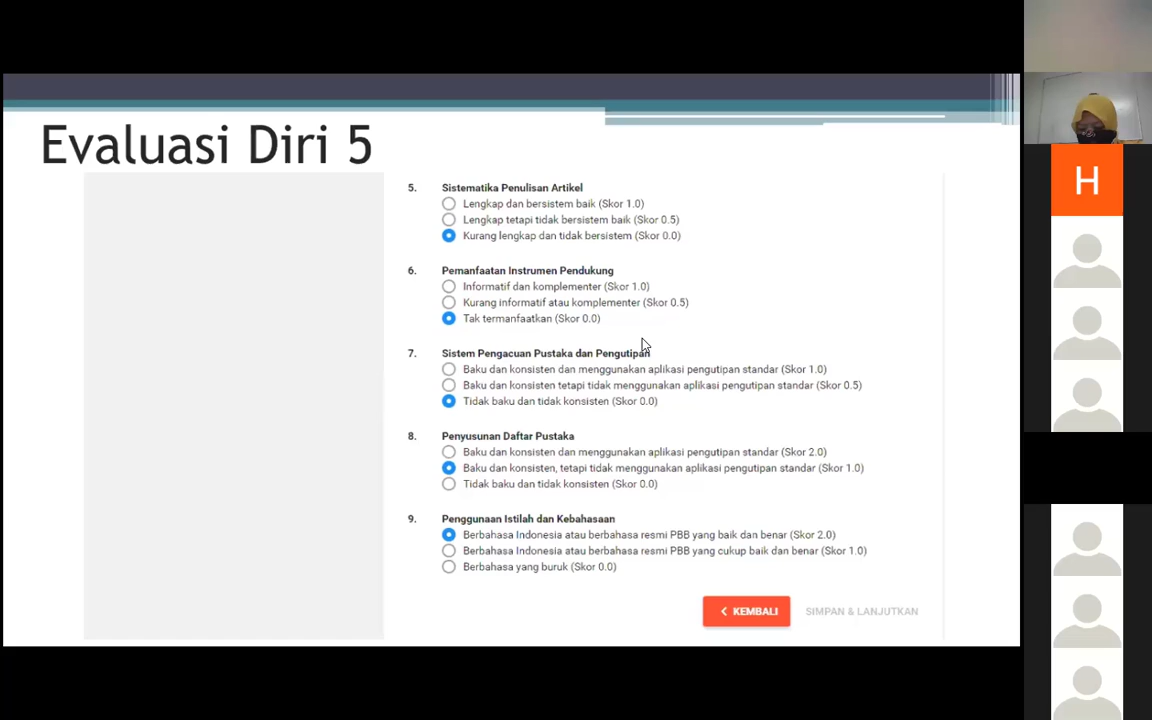 Evaluasi Diri 5
5. Sistematika Penulisan Artikel
Lengkap dan bersistem baik (Skor 1.0)
Lengkap tetapi tidak bersistem baik (Skor 0.5)
Kurang lengkap dan tidak bersistem (Skor 0.0)
6. Pemanfaatan Instrumen Pendukung
Informatif dan komplementer (Skor 1.0)
Kurang informatif atau komplementer (Skor 0.5)
Tak termanfaatkan (Skor 0.0)
7. Sistem Pengacuan Pustaka dan Pengutipan
Baku dan konsisten dan menggunakan aplikasi pengutipan standar (Skor 1.0)
Baku dan konsisten tetapi tidak menggunakan aplikasi pengutipan standar (Skor 0.5)
Tidak baku dan tidak konsisten (Skor 0.0)
8. Penyusunan Daftar Pustaka
Baku dan konsisten dan menggunakan aplikasi pengutipan standar (Skor 2.0)
Baku dan konsisten, tetapi tidak menggunakan aplikasi pengutipan standar (Skor 1.0)
Tidak baku dan tidak konsisten (Skor 0.0)
9. Penggunaan Istilah dan Kebahasaan
Berbahasa Indonesia atau berbahasa resmi PBB yang baik dan benar (Skor 2.0)
Berbahasa Indonesia atau berbahasa resmi PBB yang cukup baik dan benar (Skor 1.0)
Berbahasa yang buruk (Skor 0.0)
KEMBALI SIMPAN & LANJUTKAN
H